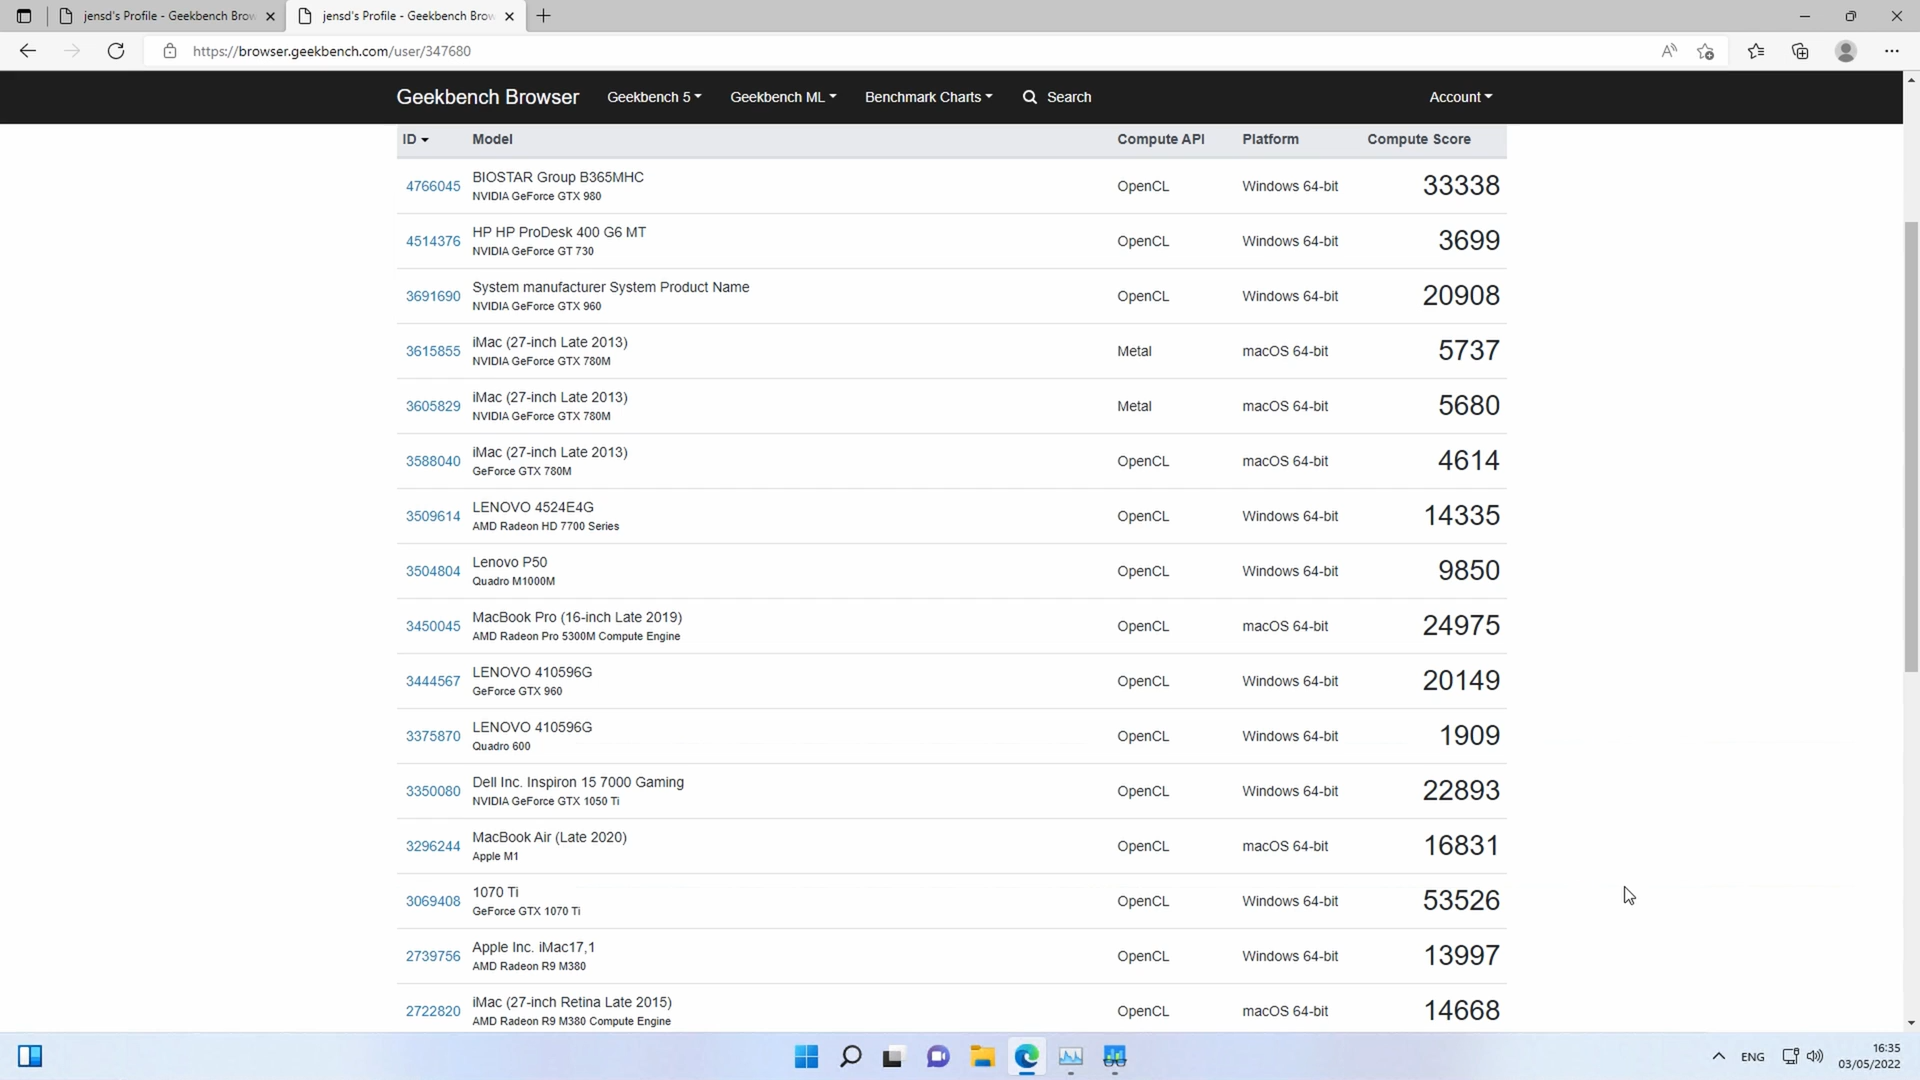 jensd's Profile - Geekbench Brow
jensd's Profile - Geekbench Brow
https://browser.geekbench.com/user/347680
Geekbench Browser Geekbench 5 Geekbench ML Benchmark Charts Search Account
ID Model Compute API Platform Compute Score
4766045 BIOSTAR Group B365MHC OpenCL Windows 64-bit 33338
NVIDIA GeForce GTX 980
4514376 HP HP ProDesk 400 G6 MT OpenCL Windows 64-bit 3699
NVIDIA GeForce GT 730
3691690 System manufacturer System Product Name OpenCL Windows 64-bit 20908
NVIDIA GeForce GTX 960
3615855 iMac (27-inch Late 2013) Metal macOS 64-bit 5737
NVIDIA GeForce GTX 780M
3605829 iMac (27-inch Late 2013) Metal macOS 64-bit 5680
NVIDIA GeForce GTX 780M
3588040 iMac (27-inch Late 2013) OpenCL macOS 64-bit 4614
GeForce GTX 780M
3509614 LENOVO 4524E4G OpenCL Windows 64-bit 14335
AMD Radeon HD 7700 Series
3504804 Lenovo P50 OpenCL Windows 64-bit 9850
Quadro M1000M
3450045 MacBook Pro (16-inch Late 2019) OpenCL macOS 64-bit 24975
AMD Radeon Pro 5300M Compute Engine
3444567 LENOVO 410596G OpenCL Windows 64-bit 20149
GeForce GTX 960
3375870 LENOVO 410596G OpenCL Windows 64-bit 1909
Quadro 600
3350080 Dell Inc. Inspiron 15 7000 Gaming OpenCL Windows 64-bit 22893
NVIDIA GeForce GTX 1050 Ti
3296244 MacBook Air (Late 2020) OpenCL macOS 64-bit 16831
Apple M1
3069408 1070 Ti OpenCL Windows 64-bit 53526
GeForce GTX 1070 Ti
2739756 Apple Inc. iMac17,1 OpenCL Windows 64-bit 13997
AMD Radeon R9 M380
2722820 iMac (27-inch Retina Late 2015) OpenCL macOS 64-bit 14668
AMD Radeon R9 M380 Compute Engine
ENG
16:35
03/05/2022